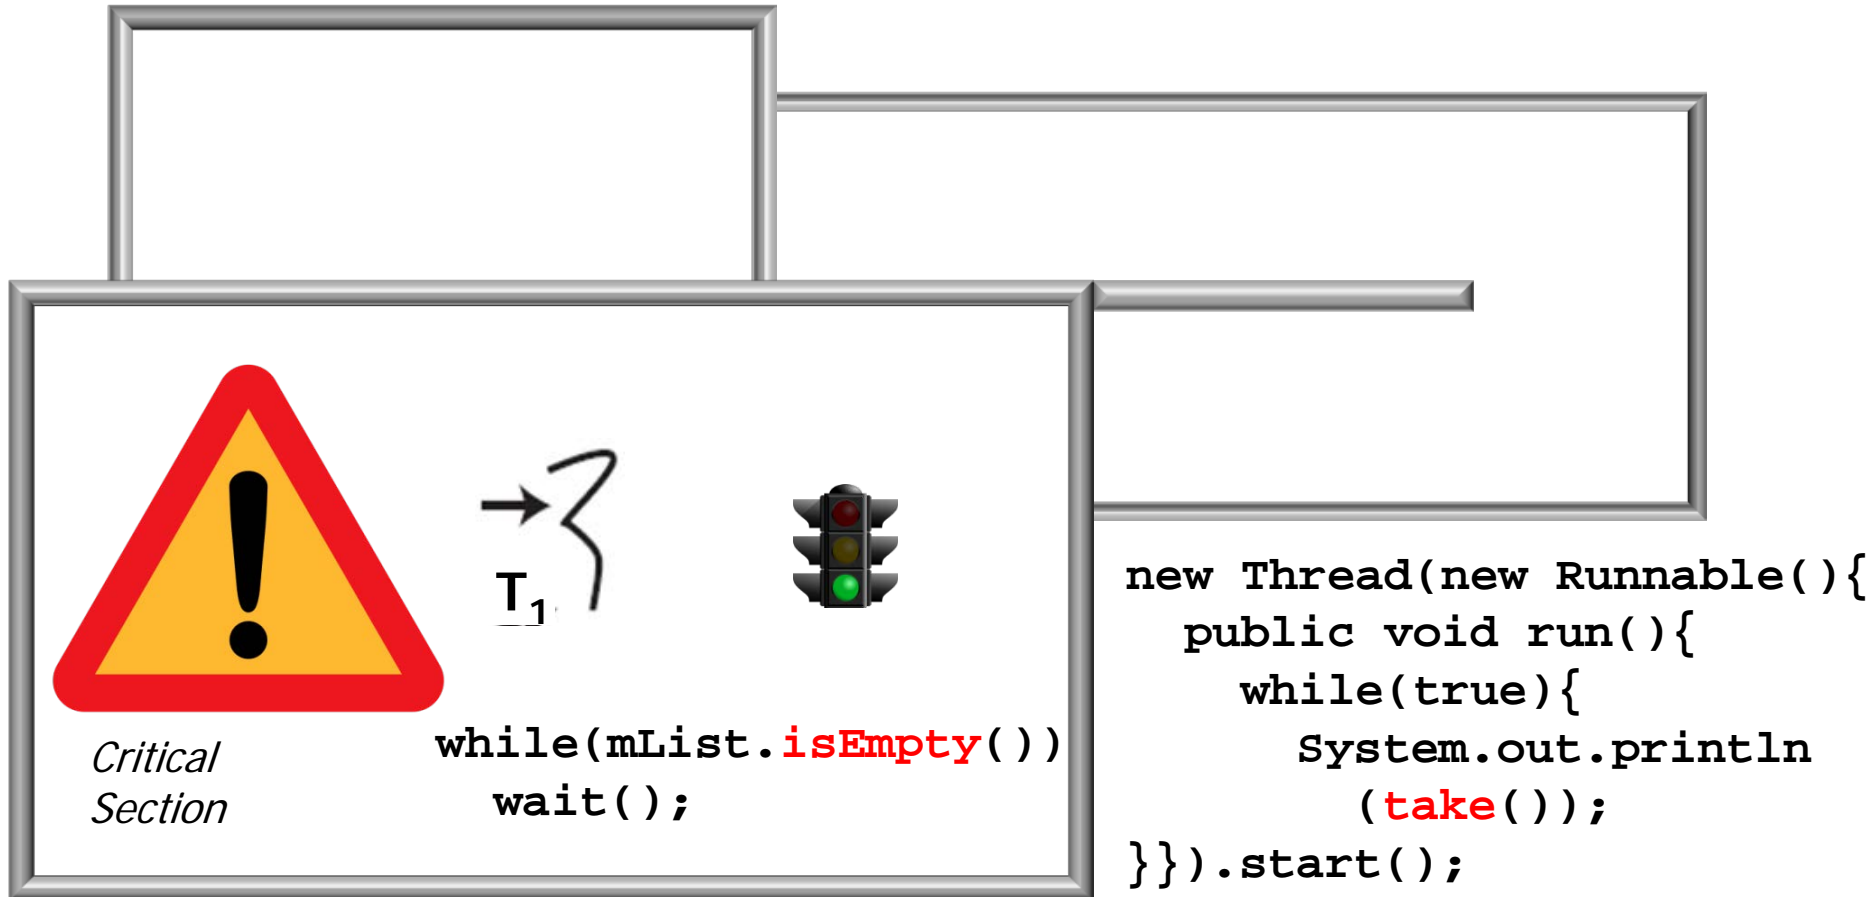 T1
Critical
Section
while(mList.isEmpty())
wait();
new Thread(new Runnable(){
public void run(){
while(true){
System.out.println
(take());
}}).start();